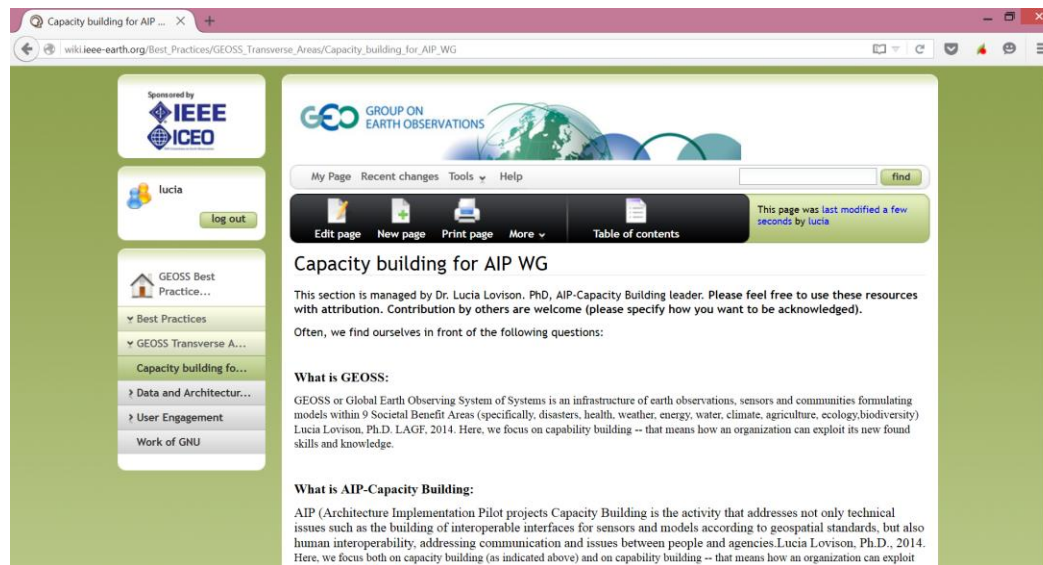 Capacity building for AIP ...
wiki.ieee-earth.org/Best_Practices/GEOSS_Transverse_Areas/Capacity_building_for_AIP_WG
Sponsored by
IEEE
ICEO
GEO GROUP ON
EARTH OBSERVATIONS
lucia
log out
My Page Recent changes Tools Help
find
Edit page New page Print page More Table of contents
This page was last modified a few
seconds by lucia
GEOSS Best
Practice...
Best Practices
GEOSS Transverse A...
Capacity building fo...
Data and Architectur...
User Engagement
Work of GNU
Capacity building for AIP WG
This section is managed by Dr. Lucia Lovison. PhD, AIP-Capacity Building leader. Please feel free to use these resources
with attribution. Contribution by others are welcome (please specify how you want to be acknowledged).
Often, we find ourselves in front of the following questions:
What is GEOSS:
GEOSS or Global Earth Observing System of Systems is an infrastructure of earth observations, sensors and communities formulating
models within 9 Societal Benefit Areas (specifically, disasters, health, weather, energy, water, climate, agriculture, ecology,biodiversity)
Lucia Lovison, Ph.D. LAGF, 2014. Here, we focus on capability building -- that means how an organization can exploit its new found
skills and knowledge.
What is AIP-Capacity Building:
AIP (Architecture Implementation Pilot projects Capacity Building is the activity that addresses not only technical
issues such as the building of interoperable interfaces for sensors and models according to geospatial standards, but also
human interoperability, addressing communication and issues between people and agencies.Lucia Lovison, Ph.D., 2014.
Here, we focus both on capacity building (as indicated above) and on capability building -- that means how an organization can exploit